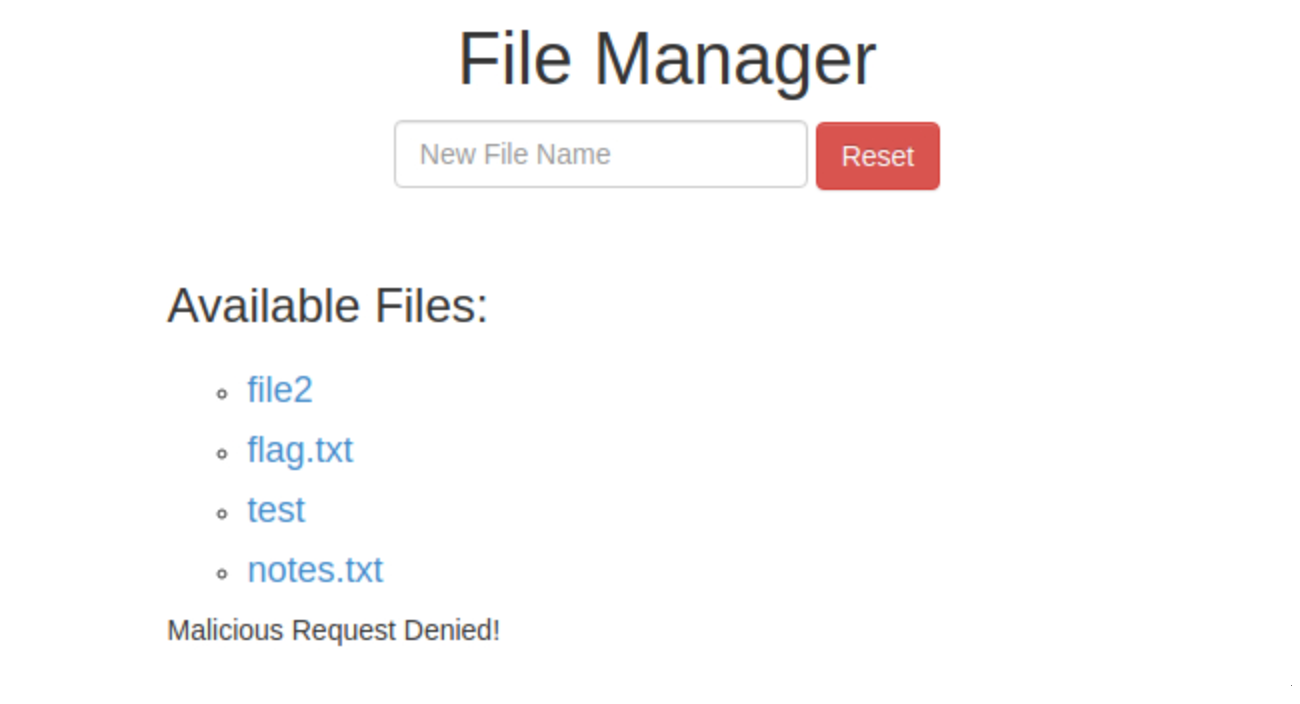 File Manager
New File Name
Reset
Available Files:
file2
flag.txt
test
notes.txt
Malicious Request Denied!